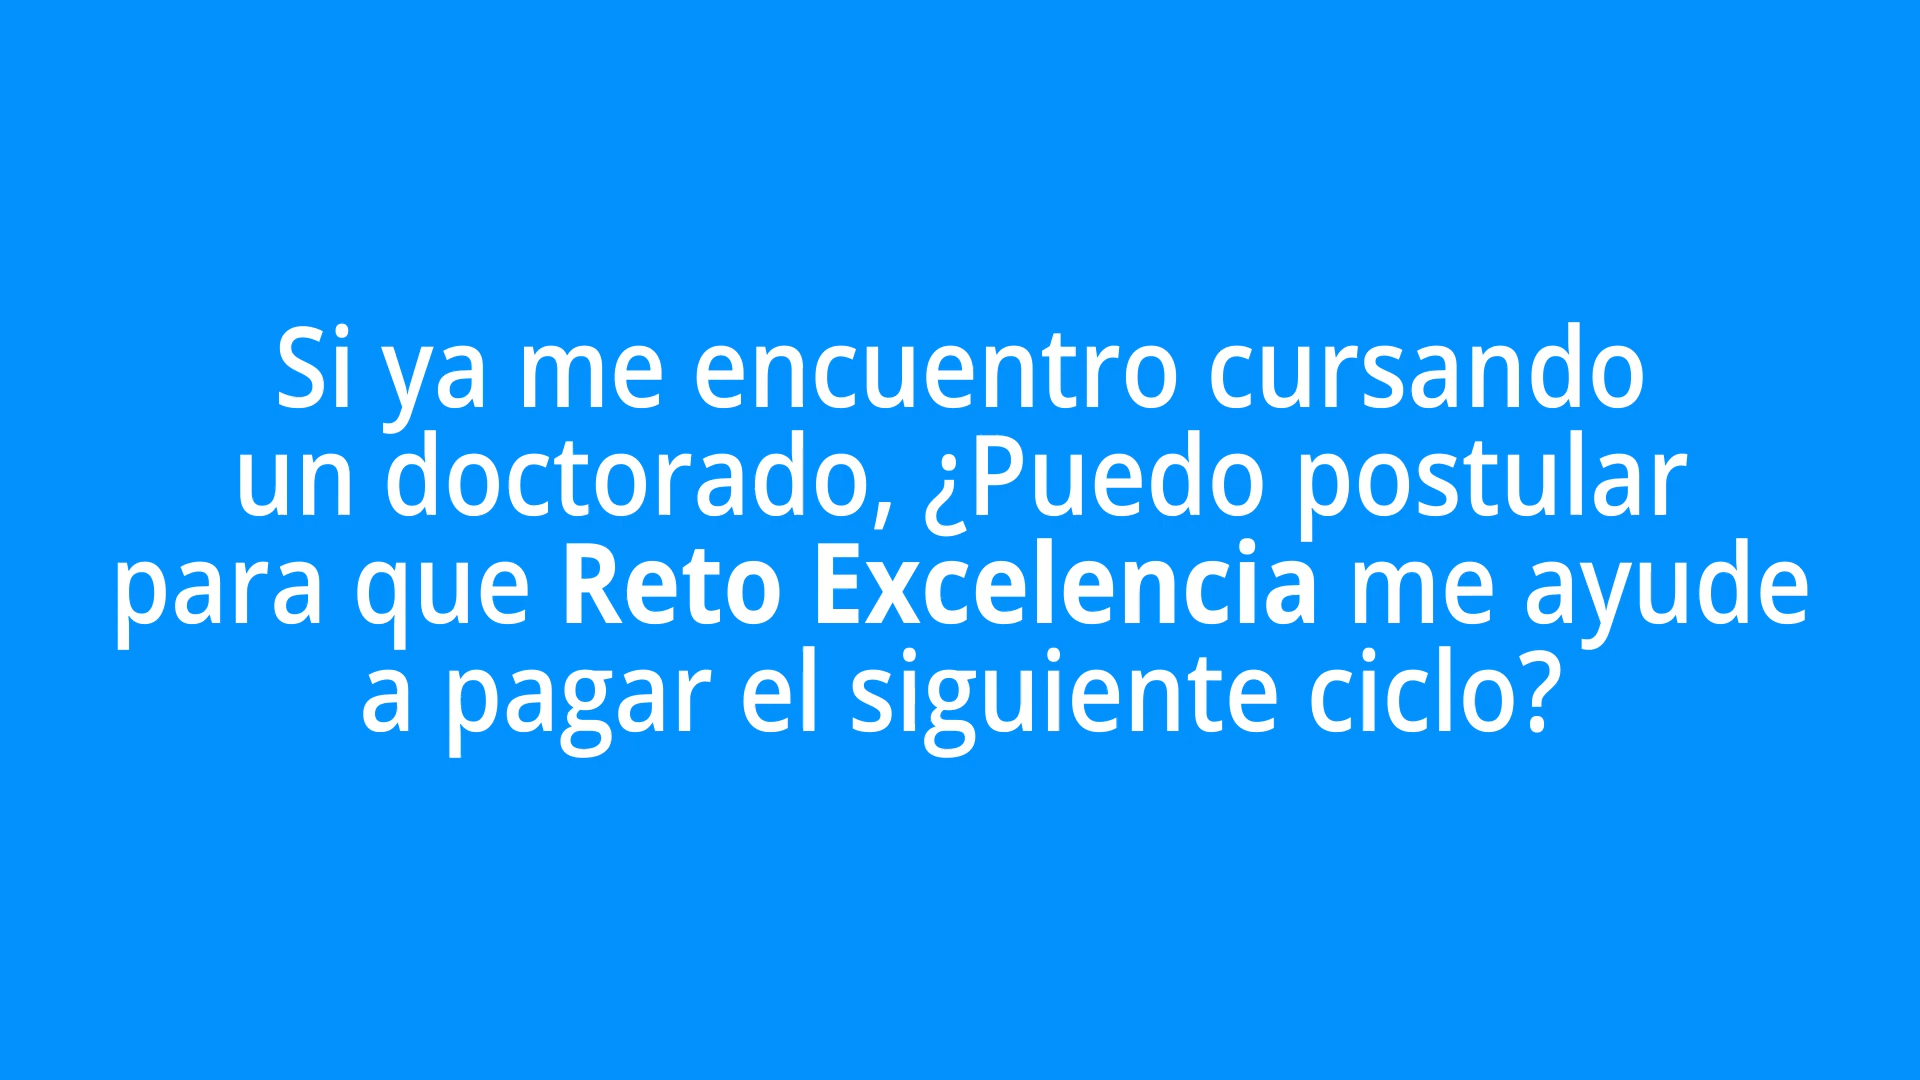 Si ya me encuentro cursando
un doctorado, ¿Puedo postular
para que Reto Excelencia me ayude
a pagar el siguiente ciclo?